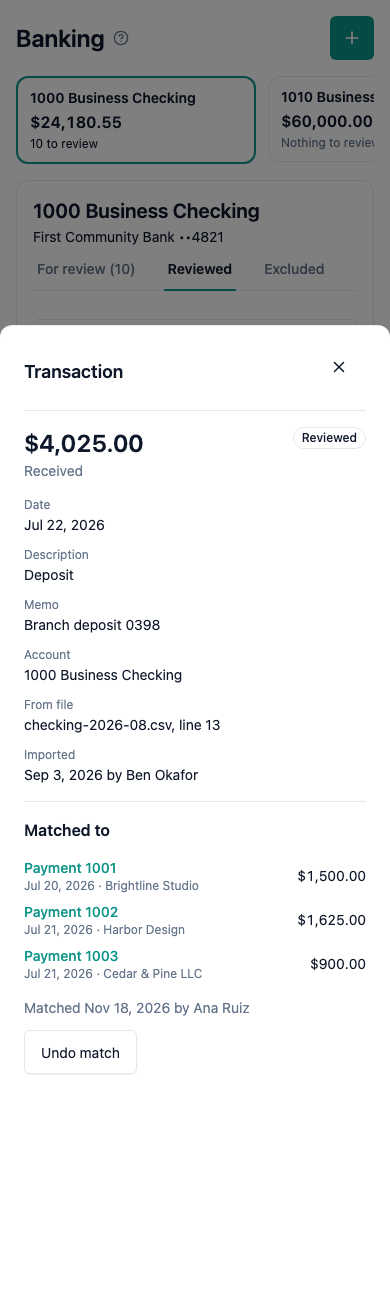 Banking
1000 Business Checking
$24,180.55
10 to review
1010 Business
$60,000.00
Nothing to review
1000 Business Checking
First Community Bank ••4821
For review (10)
Reviewed
Excluded
Transaction
$4,025.00
Reviewed
Received
Date
Jul 22, 2026
Description
Deposit
Memo
Branch deposit 0398
Account
1000 Business Checking
From file
checking-2026-08.csv, line 13
Imported
Sep 3, 2026 by Ben Okafor
Matched to
Payment 1001
$1,500.00
Jul 20, 2026 · Brightline Studio
Payment 1002
$1,625.00
Jul 21, 2026 · Harbor Design
Payment 1003
$900.00
Jul 21, 2026 · Cedar & Pine LLC
Matched Nov 18, 2026 by Ana Ruiz
Undo match